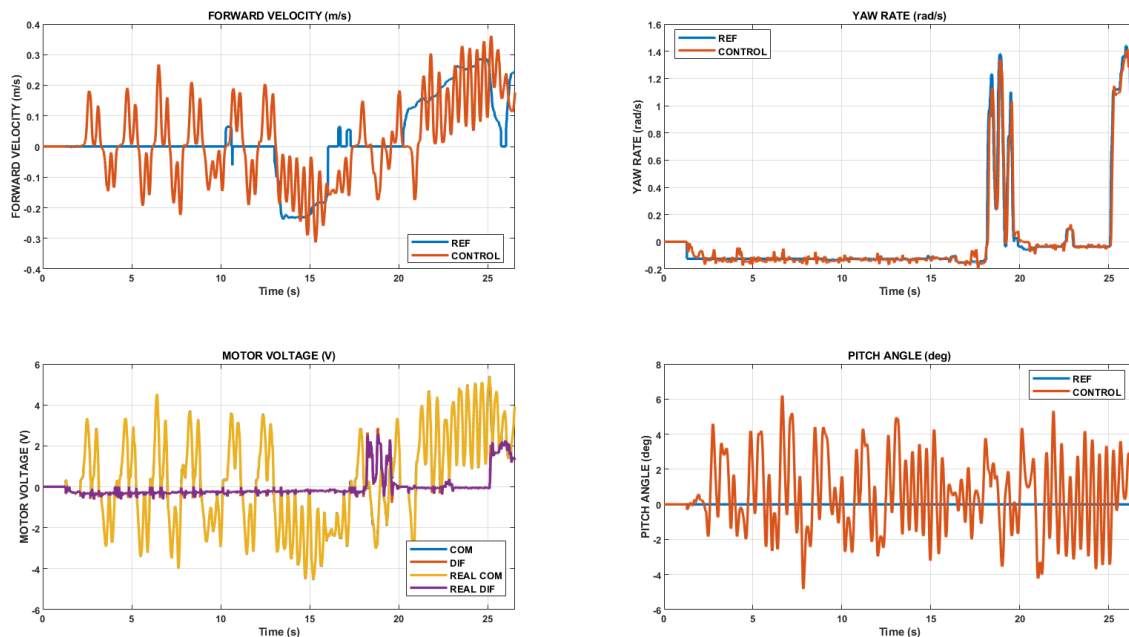 FORWARD VELOCITY (m/s)
FORWARD VELOCITY (m/s)
0.4
0.3
0.2
0.1
0
-0.1
-0.2
-0.3
-0.4
0
5
10
15
20
25
Time (s)
REF
CONTROL
YAW RATE (rad/s)
YAW RATE (rad/s)
1.6
1.4
1.2
1
0.8
0.6
0.4
0.2
0
-0.2
0
5
10
15
20
25
Time (s)
REF
CONTROL
MOTOR VOLTAGE (V)
MOTOR VOLTAGE (V)
6
4
2
0
-2
-4
-6
0
5
10
15
20
25
Time (s)
COM
DIF
REAL COM
REAL DIF
PITCH ANGLE (deg)
PITCH ANGLE (deg)
8
6
4
2
0
-2
-4
-6
0
5
10
15
20
25
Time (s)
REF
CONTROL